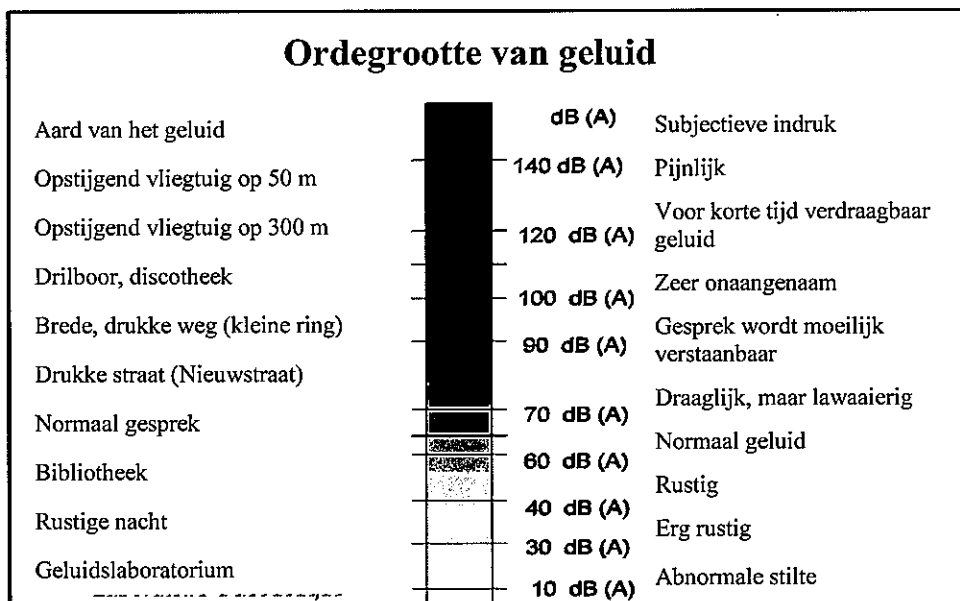 Ordegrootte van geluid
Aard van het geluid dB (A) Subjectieve indruk
Opstijgend vliegtuig op 50 m 140 dB (A) Pijnlijk
Opstijgend vliegtuig op 300 m 120 dB (A) Voor korte tijd verdraagbaar
geluid
Drilboor, discotheek 100 dB (A) Zeer onaangenaam
Brede, drukke weg (kleine ring) 90 dB (A) Gesprek wordt moeilijk
verstaanbaar
Drukke straat (Nieuwstraat) 70 dB (A) Draaglijk, maar lawaaierig
Normaal gesprek 60 dB (A) Normaal geluid
Bibliotheek 40 dB (A) Rustig
Rustige nacht 30 dB (A) Erg rustig
Geluidslaboratorium 10 dB (A) Abnormale stilte